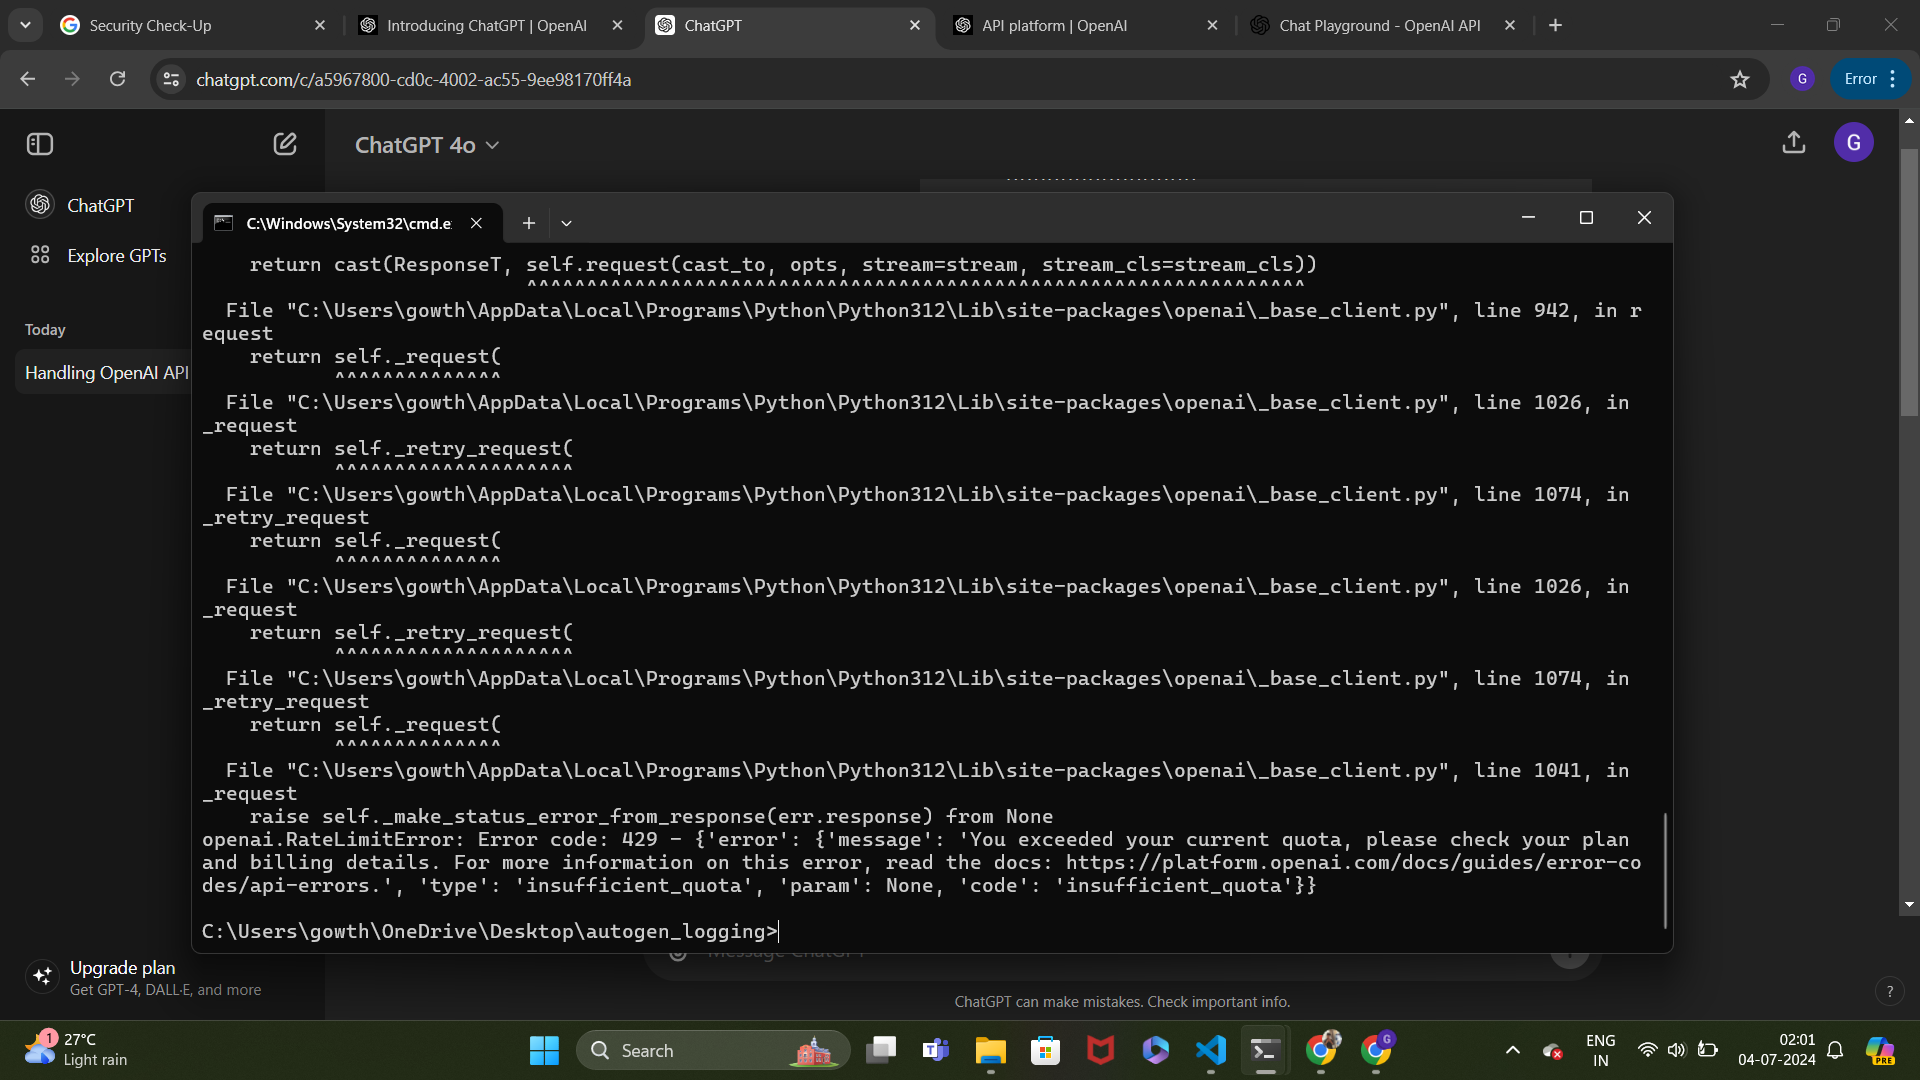 Security Check-Up
Introducing ChatGPT | OpenAI
ChatGPT
API platform | OpenAI
Chat Playground - OpenAI API
chatgpt.com/c/a5967800-cd0c-4002-ac55-9ee98170ff4a
G
Error
ChatGPT 4o
G
ChatGPT
Explore GPTs
Today
Handling OpenAI API
C:\Windows\System32\cmd.e
    return cast(ResponseT, self.request(cast_to, opts, stream=stream, stream_cls=stream_cls))
                           ^^^^^^^^^^^^^^^^^^^^^^^^^^^^^^^^^^^^^^^^^^^^^^^^^^^^^^^^^^^^^^^^^
  File "C:\Users\gowth\AppData\Local\Programs\Python\Python312\Lib\site-packages\openai\_base_client.py", line 942, in r
equest
    return self._request(
           ^^^^^^^^^^^^^^
  File "C:\Users\gowth\AppData\Local\Programs\Python\Python312\Lib\site-packages\openai\_base_client.py", line 1026, in
_request
    return self._retry_request(
           ^^^^^^^^^^^^^^^^^^^^
  File "C:\Users\gowth\AppData\Local\Programs\Python\Python312\Lib\site-packages\openai\_base_client.py", line 1074, in
_retry_request
    return self._request(
           ^^^^^^^^^^^^^^
  File "C:\Users\gowth\AppData\Local\Programs\Python\Python312\Lib\site-packages\openai\_base_client.py", line 1026, in
_request
    return self._retry_request(
           ^^^^^^^^^^^^^^^^^^^^
  File "C:\Users\gowth\AppData\Local\Programs\Python\Python312\Lib\site-packages\openai\_base_client.py", line 1074, in
_retry_request
    return self._request(
           ^^^^^^^^^^^^^^
  File "C:\Users\gowth\AppData\Local\Programs\Python\Python312\Lib\site-packages\openai\_base_client.py", line 1041, in
_request
    raise self._make_status_error_from_response(err.response) from None
openai.RateLimitError: Error code: 429 - {'error': {'message': 'You exceeded your current quota, please check your plan
and billing details. For more information on this error, read the docs: https://platform.openai.com/docs/guides/error-co
des/api-errors.', 'type': 'insufficient_quota', 'param': None, 'code': 'insufficient_quota'}}
C:\Users\gowth\OneDrive\Desktop\autogen_logging>
Message ChatGPT
Upgrade plan
Get GPT-4, DALL·E, and more
ChatGPT can make mistakes. Check important info.
?
1
27°C
Light rain
Search
G
ENG
IN
02:01
04-07-2024
PRE